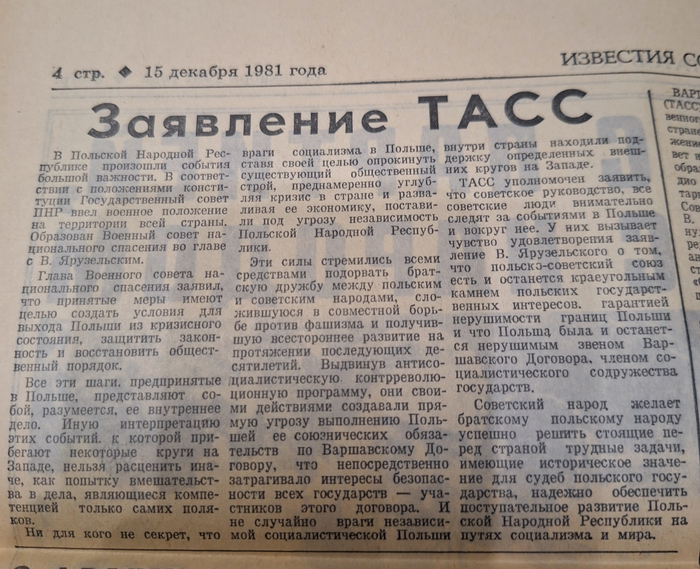 4 стр. ◆ 15 декабря 1981 года
ИЗВЕСТИЯ СО
Заявление ТАСС
В Польской Народной Рес-
публике произошли события
большой важности. В соответ-
ствии с положениями консти-
туции Государственный совет
ПНР ввел военное положение
на территории всей страны.
Образован Военный совет на-
ционального спасения во главе
с В. Ярузельским.
Глава Военного совета на-
ционального спасения заявил,
что принятые меры имеют
целью создать условия для
выхода Польши из кризисного
состояния, защитить закон-
ность и восстановить общест-
венный порядок.
Все эти шаги, предпринятые
в Польше, представляют со-
бой, разумеется, ее внутреннее
дело. Иную интерпретацию
этих событий, к которой при-
бегают некоторые круги на
Западе, нельзя расценить ина-
че, как попытку вмешательст-
ва в дела, являющиеся компе-
тенцией только самих поля-
ков.
Ни для кого не секрет, что
враги социализма в Польше,
ставя своей целью опрокинуть
существующий общественный
строй, преднамеренно углуб-
ляя кризис в стране и разва-
ливая ее экономику, постави-
ли под угрозу независимость
Польской Народной Респуб-
лики.
Эти силы стремились всеми
средствами подорвать брат-
скую дружбу между польским
и советским народами, сло-
жившуюся в совместной борь-
бе против фашизма и получив-
шую всестороннее развитие на
протяжении последующих де-
сятилетий. Выдвинув антисо-
циалистическую контрреволю-
ционную программу, они свои-
ми действиями создавали пря-
мую угрозу выполнению Поль-
шей ее союзнических обяза-
тельств по Варшавскому До-
говору, что непосредственно
затрагивало интересы безопас-
ности всех государств — уча-
стников этого договора. И
не случайно враги независи-
мой социалистической Польши
внутри страны находили под-
держку определенных внеш-
них кругов на Западе.
ТАСС уполномочен заявить,
что советское руководство, все
советские люди внимательно
следят за событиями в Польше
и вокруг нее. У них вызывает
чувство удовлетворения заяв-
ление В. Ярузельского о том,
что польско-советский союз
есть и останется краеугольным
камнем польских государст-
венных интересов, гарантией
нерушимости границ Польши
и что Польша была и останет-
ся нерушимым звеном Вар-
шавского Договора, членом со-
циалистического содружества
государств.
Советский народ желает
братскому польскому народу
успешно решить стоящие пе-
ред страной трудные задачи,
имеющие историческое значе-
ние для судеб польского госу-
дарства, надежно обеспечить
поступательное развитие Поль-
ской Народной Республики на
путях социализма и мира.
ВАРШ
(ТАСС)